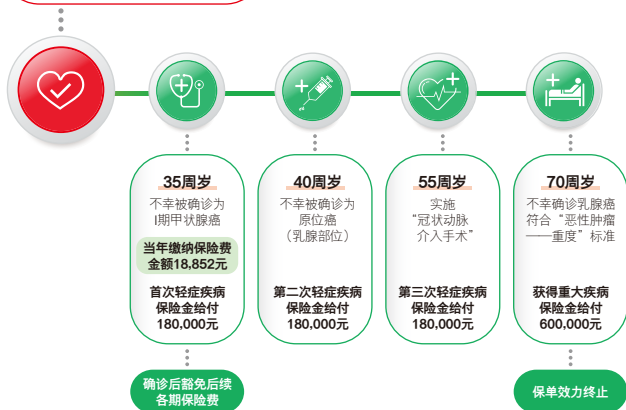 35周岁
不幸被确诊为
I期甲状腺癌
当年缴纳保险费
金额18,852元
首次轻症疾病
保险金给付
180,000元
确诊后豁免后续
各期保险费
40周岁
不幸被确诊为
原位癌
（乳腺部位）
第二次轻症疾病
保险金给付
180,000元
55周岁
实施
“冠状动脉
介入手术”
第三次轻症疾病
保险金给付
180,000元
70周岁
不幸确诊乳腺癌
符合“恶性肿瘤
——重度”标准
获得重大疾病
保险金给付
600,000元
保单效力终止